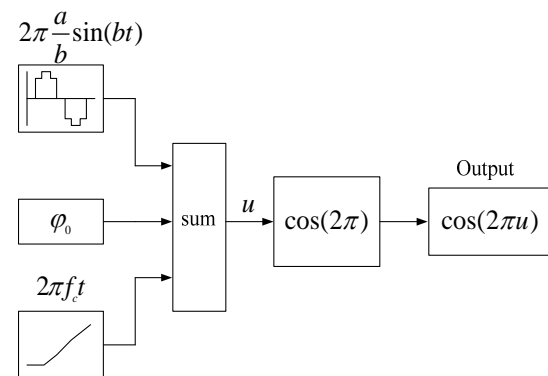 2π a/b sin(bt)
φ₀
2πf_c t
sum
u
cos(2π)
Output
cos(2πu)